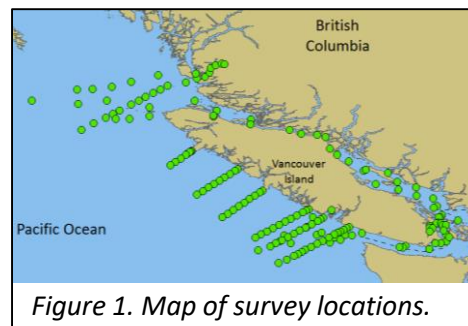 British
Columbia
Vancouver
Island
Pacific Ocean
Figure 1. Map of survey locations.